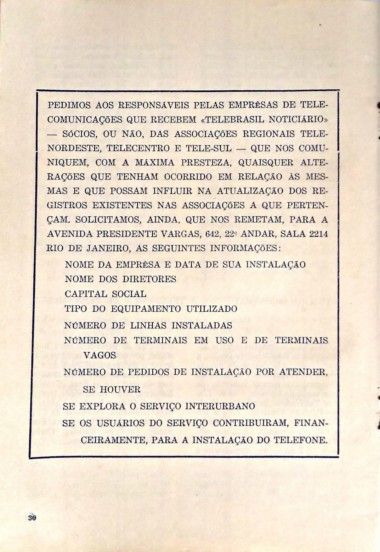 PEDIMOS AOS RESPONSÁVEIS PELAS EMPRÊSAS DE TELE-
COMUNICAÇÕES QUE RECEBEM «TELEBRASIL NOTICIÁRIO»
— SÓCIOS, OU NÃO, DAS ASSOCIAÇÕES REGIONAIS TELE-
NORDESTE, TELECENTRO E TELE-SUL — QUE NOS COMU-
NIQUEM, COM A MÁXIMA PRESTEZA, QUAISQUER ALTE-
RAÇÕES QUE TENHAM OCORRIDO EM RELAÇÃO ÀS MES-
MAS E QUE POSSAM INFLUIR NA ATUALIZAÇÃO DOS RE-
GISTROS EXISTENTES NAS ASSOCIAÇÕES A QUE PERTEN-
ÇAM. SOLICITAMOS, AINDA, QUE NOS REMETAM, PARA A
AVENIDA PRESIDENTE VARGAS, 642, 22º ANDAR, SALA 2214
RIO DE JANEIRO, AS SEGUINTES INFORMAÇÕES:
NOME DA EMPRÊSA E DATA DE SUA INSTALAÇÃO
NOME DOS DIRETORES
CAPITAL SOCIAL
TIPO DO EQUIPAMENTO UTILIZADO
NÚMERO DE LINHAS INSTALADAS
NÚMERO DE TERMINAIS EM USO E DE TERMINAIS
VAGOS
NÚMERO DE PEDIDOS DE INSTALAÇÃO POR ATENDER,
SE HOUVER
SE EXPLORA O SERVIÇO INTERURBANO
SE OS USUÁRIOS DO SERVIÇO CONTRIBUIRAM, FINAN-
CEIRAMENTE, PARA A INSTALAÇÃO DO TELEFONE.
30